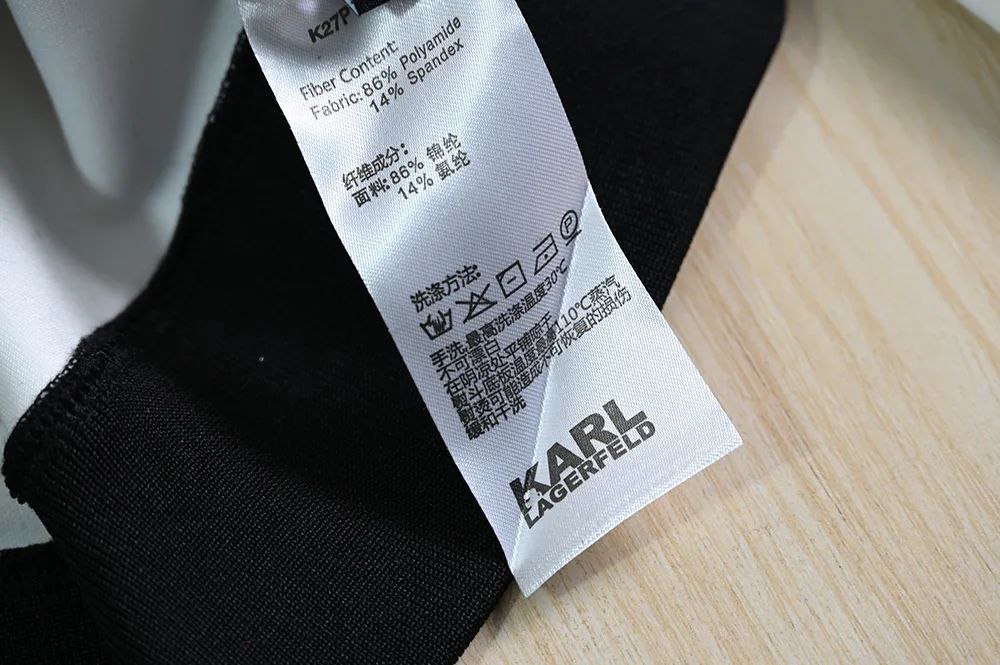 K27P
Fiber Content:
Fabric: 86% Polyamide
14% Spandex
纤维成分：
面料: 86% 锦纶
14% 氨纶
洗涤方法:
P
手洗,最高洗涤温度30℃
不可漂白
在阴凉处平铺晾干
熨斗底板温度最高110℃蒸汽
熨烫可能造成不可恢复的损伤
缓和干洗
KARL
LAGERFELD